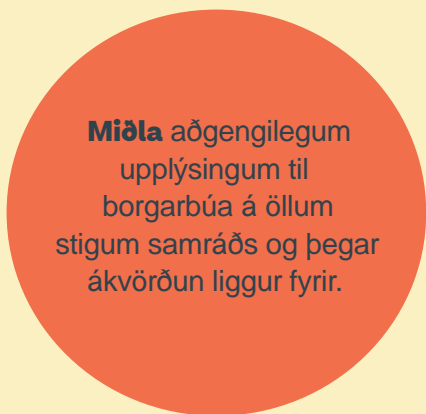 Miðla aðgengilegum
upplýsingum til
borgarbúa á öllum
stigum samráðs og þegar
ákvörðun liggur fyrir.